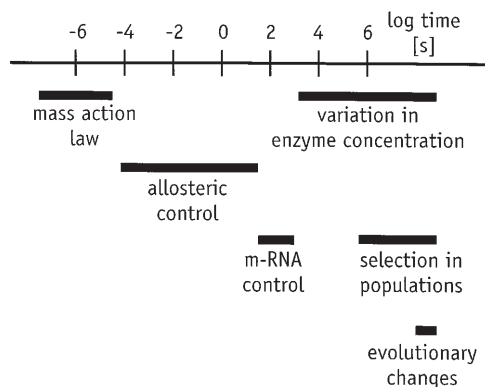 -6 -4 -2 0 2 4 6 log time
[s]
mass action
law
variation in
enzyme concentration
allosteric
control
m-RNA
control
selection in
populations
evolutionary
changes